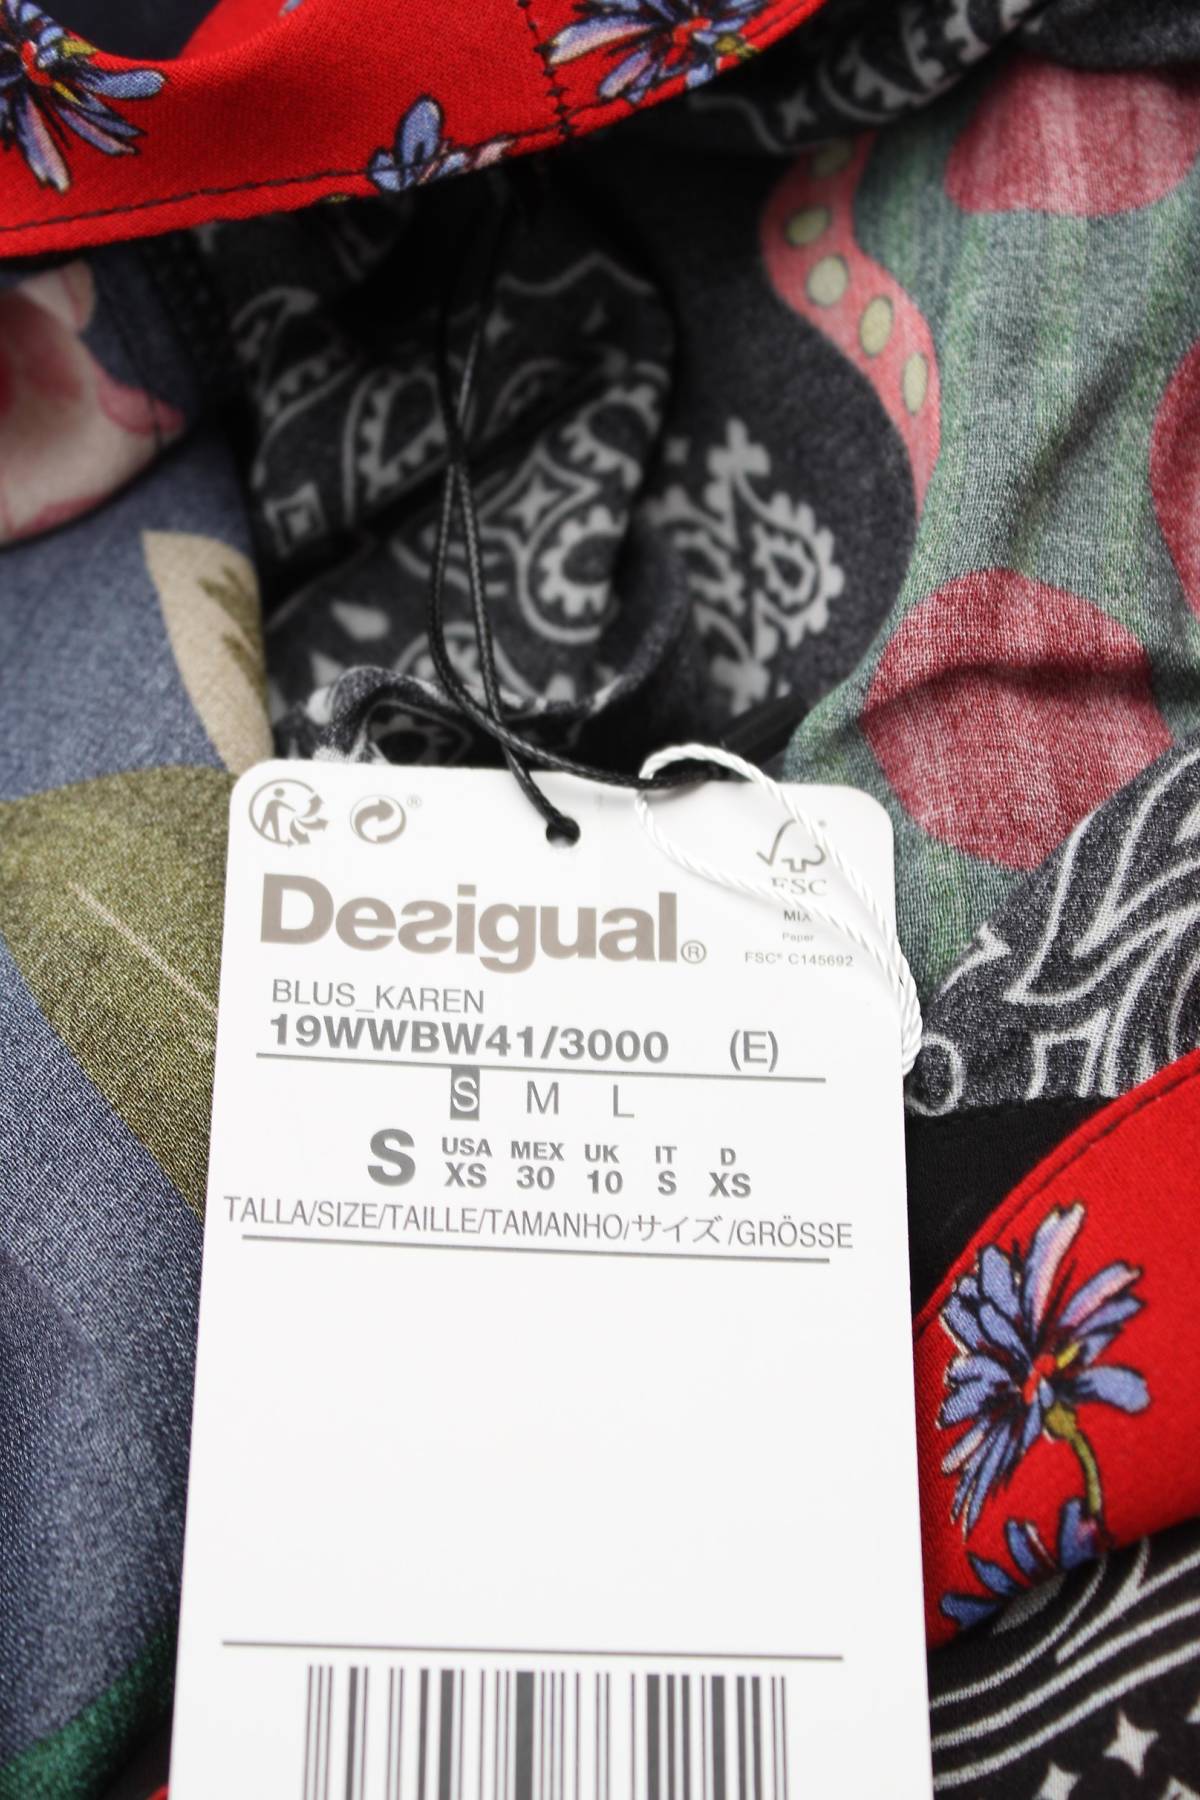 Desigual®
FSC
MIX
Paper
FSC® C145692
BLUS_KAREN
19WWBW41/3000 (E)
S M L
S
USA MEX UK IT D
XS 30 10 S XS
TALLA/SIZE/TAILLE/TAMANHO/サイズ/GRÖSSE